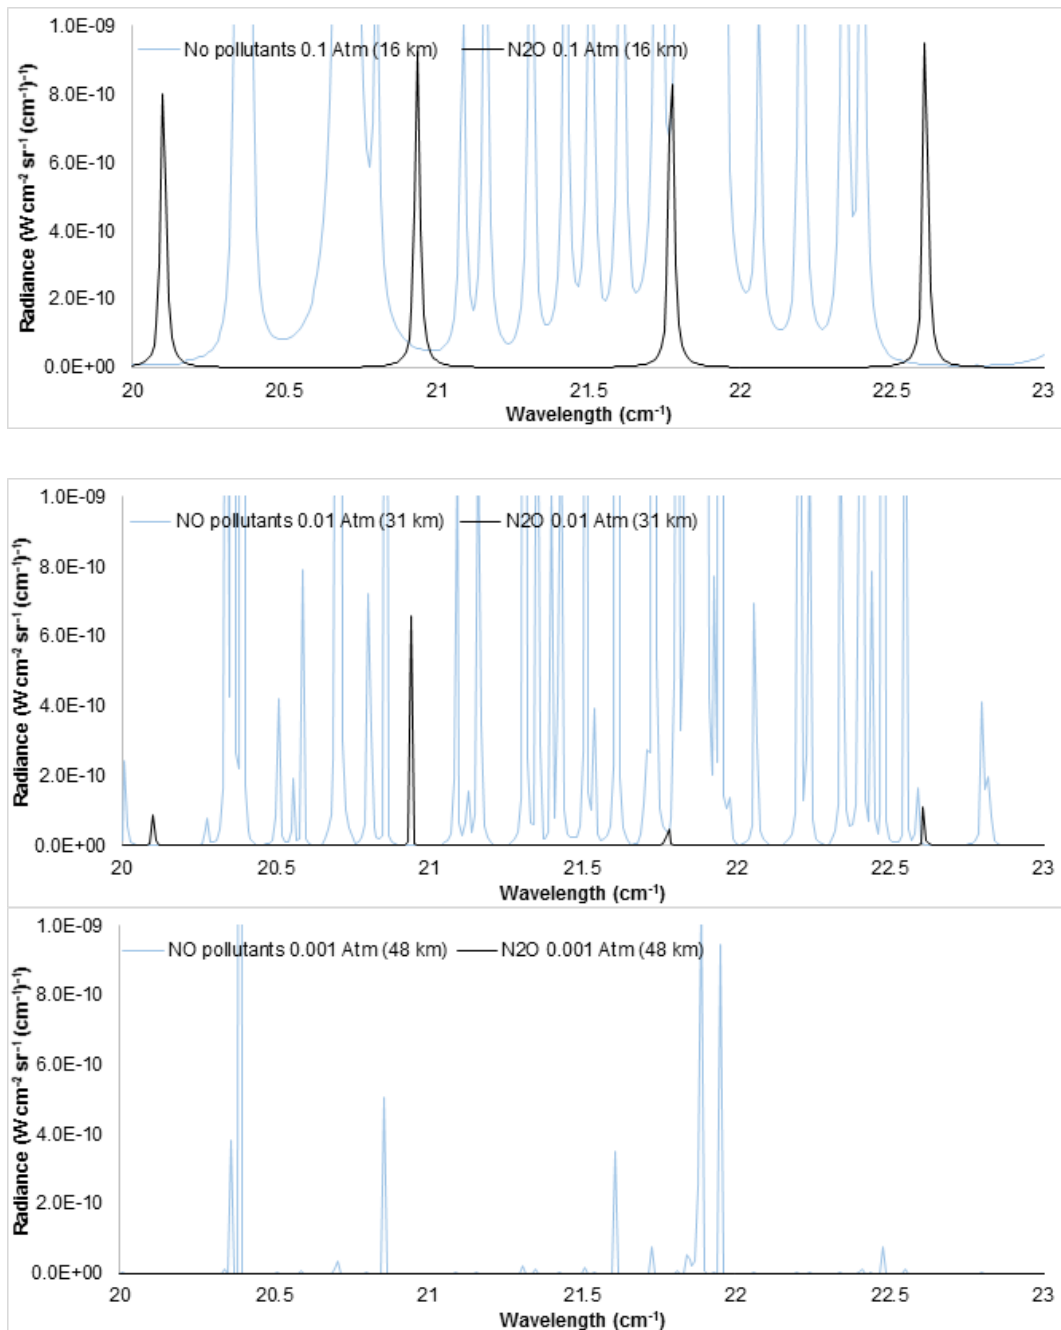 1.0E-09
No pollutants 0.1 Atm (16 km) N2O 0.1 Atm (16 km)
8.0E-10
6.0E-10
4.0E-10
2.0E-10
0.0E+00
Radiance (W cm⁻² sr⁻¹ (cm⁻¹)⁻¹)
20 20.5 21 21.5 22 22.5 23
Wavelength (cm⁻¹)
1.0E-09
NO pollutants 0.01 Atm (31 km) N2O 0.01 Atm (31 km)
8.0E-10
6.0E-10
4.0E-10
2.0E-10
0.0E+00
Radiance (W cm⁻² sr⁻¹ (cm⁻¹)⁻¹)
20 20.5 21 21.5 22 22.5 23
Wavelength (cm⁻¹)
1.0E-09
NO pollutants 0.001 Atm (48 km) N2O 0.001 Atm (48 km)
8.0E-10
6.0E-10
4.0E-10
2.0E-10
0.0E+00
Radiance (W cm⁻² sr⁻¹ (cm⁻¹)⁻¹)
20 20.5 21 21.5 22 22.5 23
Wavelength (cm⁻¹)